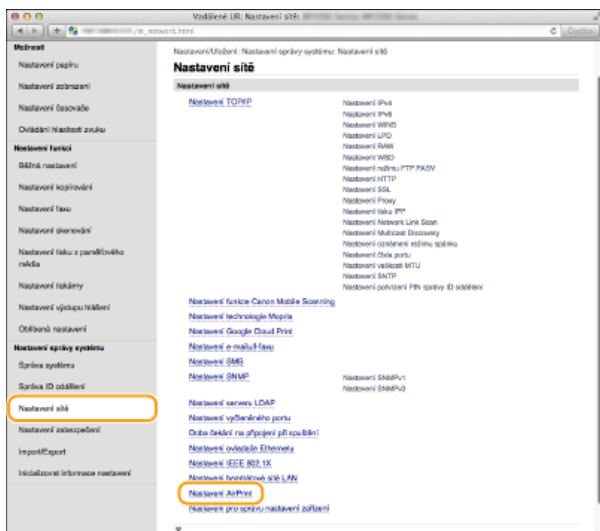 Vzdálené UR: Nastavení sítě:
/m_network.html
Čtečka
Možnosti
Nastavení papíru
Nastavení zobrazení
Nastavení časovače
Ovládání hlasitosti zvuku
Nastavení funkcí
Běžná nastavení
Nastavení kopírování
Nastavení faxu
Nastavení skenování
Nastavení tisku z paměťového
média
Nastavení tiskárny
Nastavení výstupu hlášení
Oblíbená nastavení
Nastavení správy systému
Správa systému
Správa ID oddělení
Nastavení sítě
Nastavení zabezpečení
Import/Export
Inicializovat informace nastavení
Nastavení/Uložení: Nastavení správy systému: Nastavení sítě
Nastavení sítě
Nastavení sítě
Nastavení TCP/IP
Nastavení IPv4
Nastavení IPv6
Nastavení WINS
Nastavení LPD
Nastavení RAW
Nastavení WSD
Nastavení režimu FTP PASV
Nastavení HTTP
Nastavení SSL
Nastavení Proxy
Nastavení tisku IPP
Nastavení Network Link Scan
Nastavení Multicast Discovery
Nastavení oznámení režimu spánku
Nastavení čísla portu
Nastavení velikosti MTU
Nastavení SNTP
Nastavení potvrzení PIN správy ID oddělení
Nastavení funkce Canon Mobile Scanning
Nastavení technologie Mopria
Nastavení Google Cloud Print
Nastavení e-mailu/I-faxu
Nastavení SMB
Nastavení SNMP
Nastavení SNMPv1
Nastavení SNMPv3
Nastavení serveru LDAP
Nastavení vyčleněného portu
Doba čekání na připojení při spuštění
Nastavení ovladače Ethernetu
Nastavení IEEE 802.1X
Nastavení bezdrátové sítě LAN
Nastavení AirPrint
Nastavení pro správu nastavení zařízení